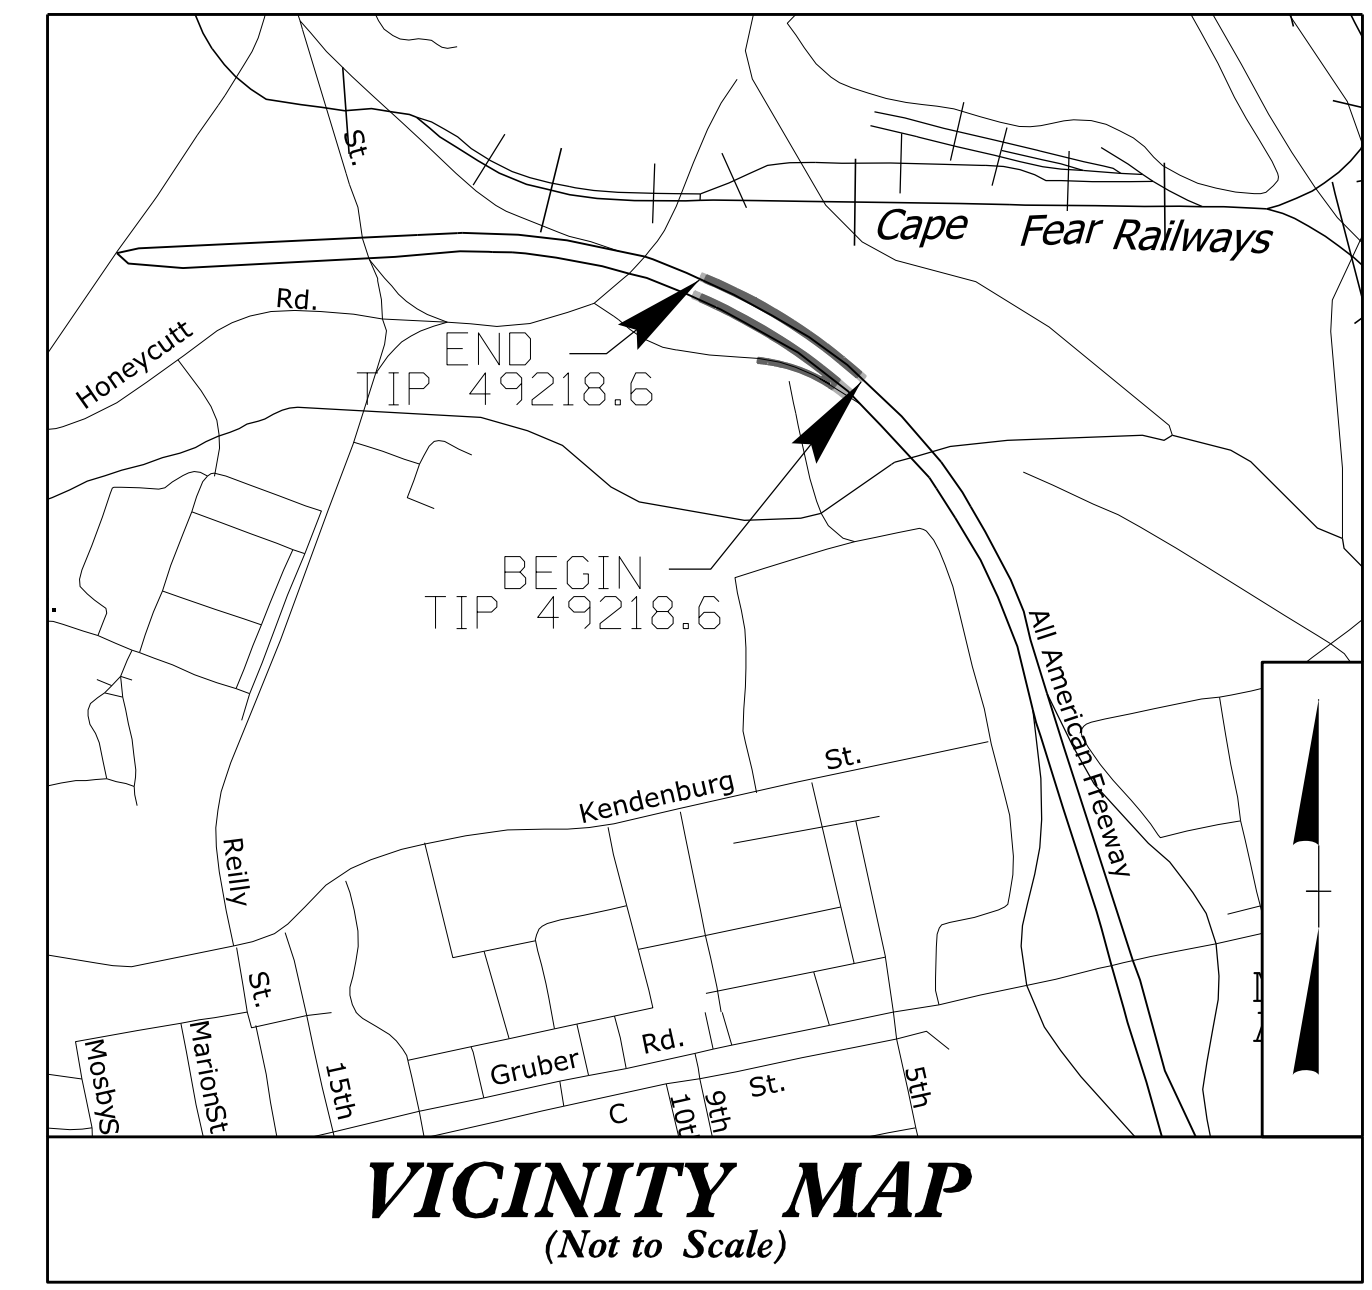 St.
Cape Fear Railways
Rd.
Honeycutt
END
TIP 49218.6
BEGIN
TIP 49218.6
All American Freeway
St.
Kendenburg
Reilly
St.
Rd.
Gruber
MosbyS
MarionSt
15th
St.
C
10t
9th
5th
VICINITY MAP
(Not to Scale)